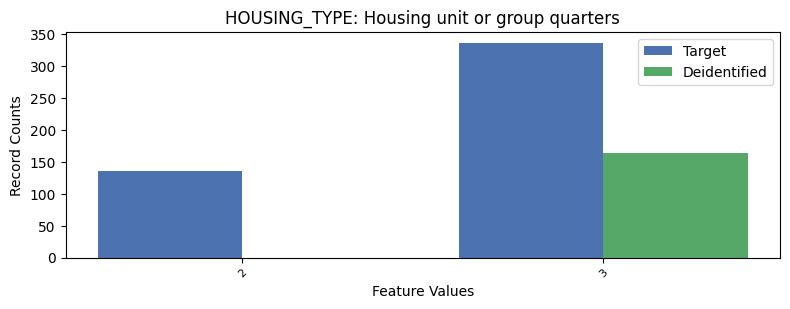 HOUSING_TYPE: Housing unit or group quarters
Target
Deidentified
Record Counts
350
300
250
200
150
100
50
0
2
3
Feature Values